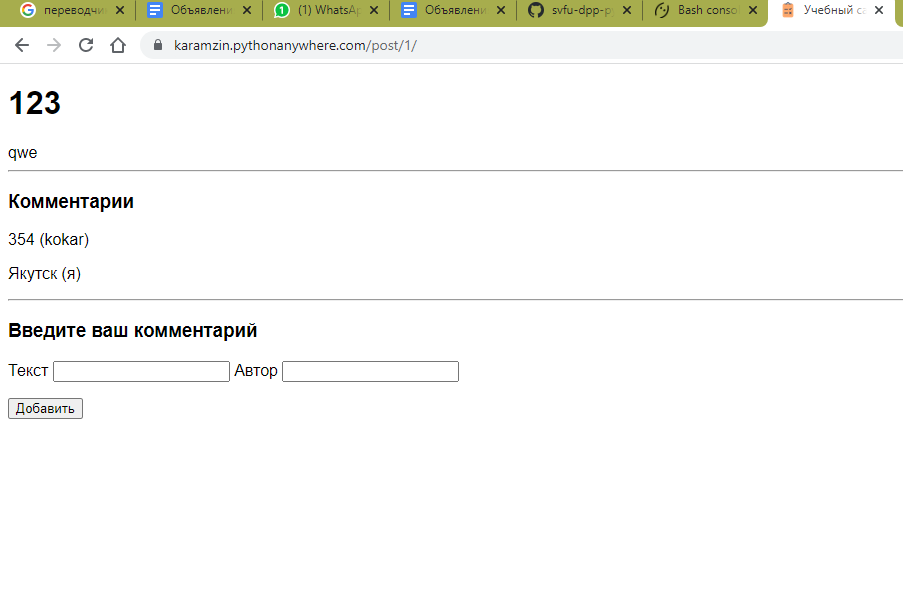 переводчи Объявлени (1) WhatsAp Объявлени svfu-dpp-py Bash conso Учебный са
karamzin.pythonanywhere.com/post/1/
123
qwe
Комментарии
354 (kokar)
Якутск (я)
Введите ваш комментарий
Текст Автор
Добавить